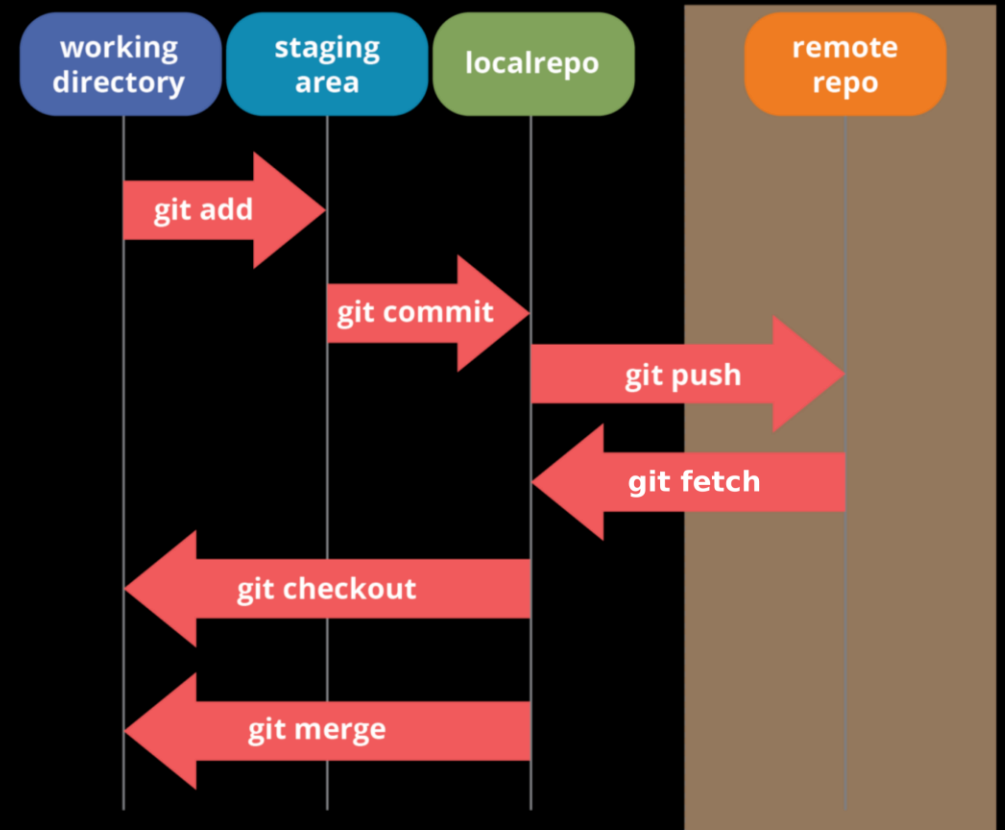 working
directory
staging
area
localrepo
remote
repo
git add
git commit
git push
git fetch
git checkout
git merge